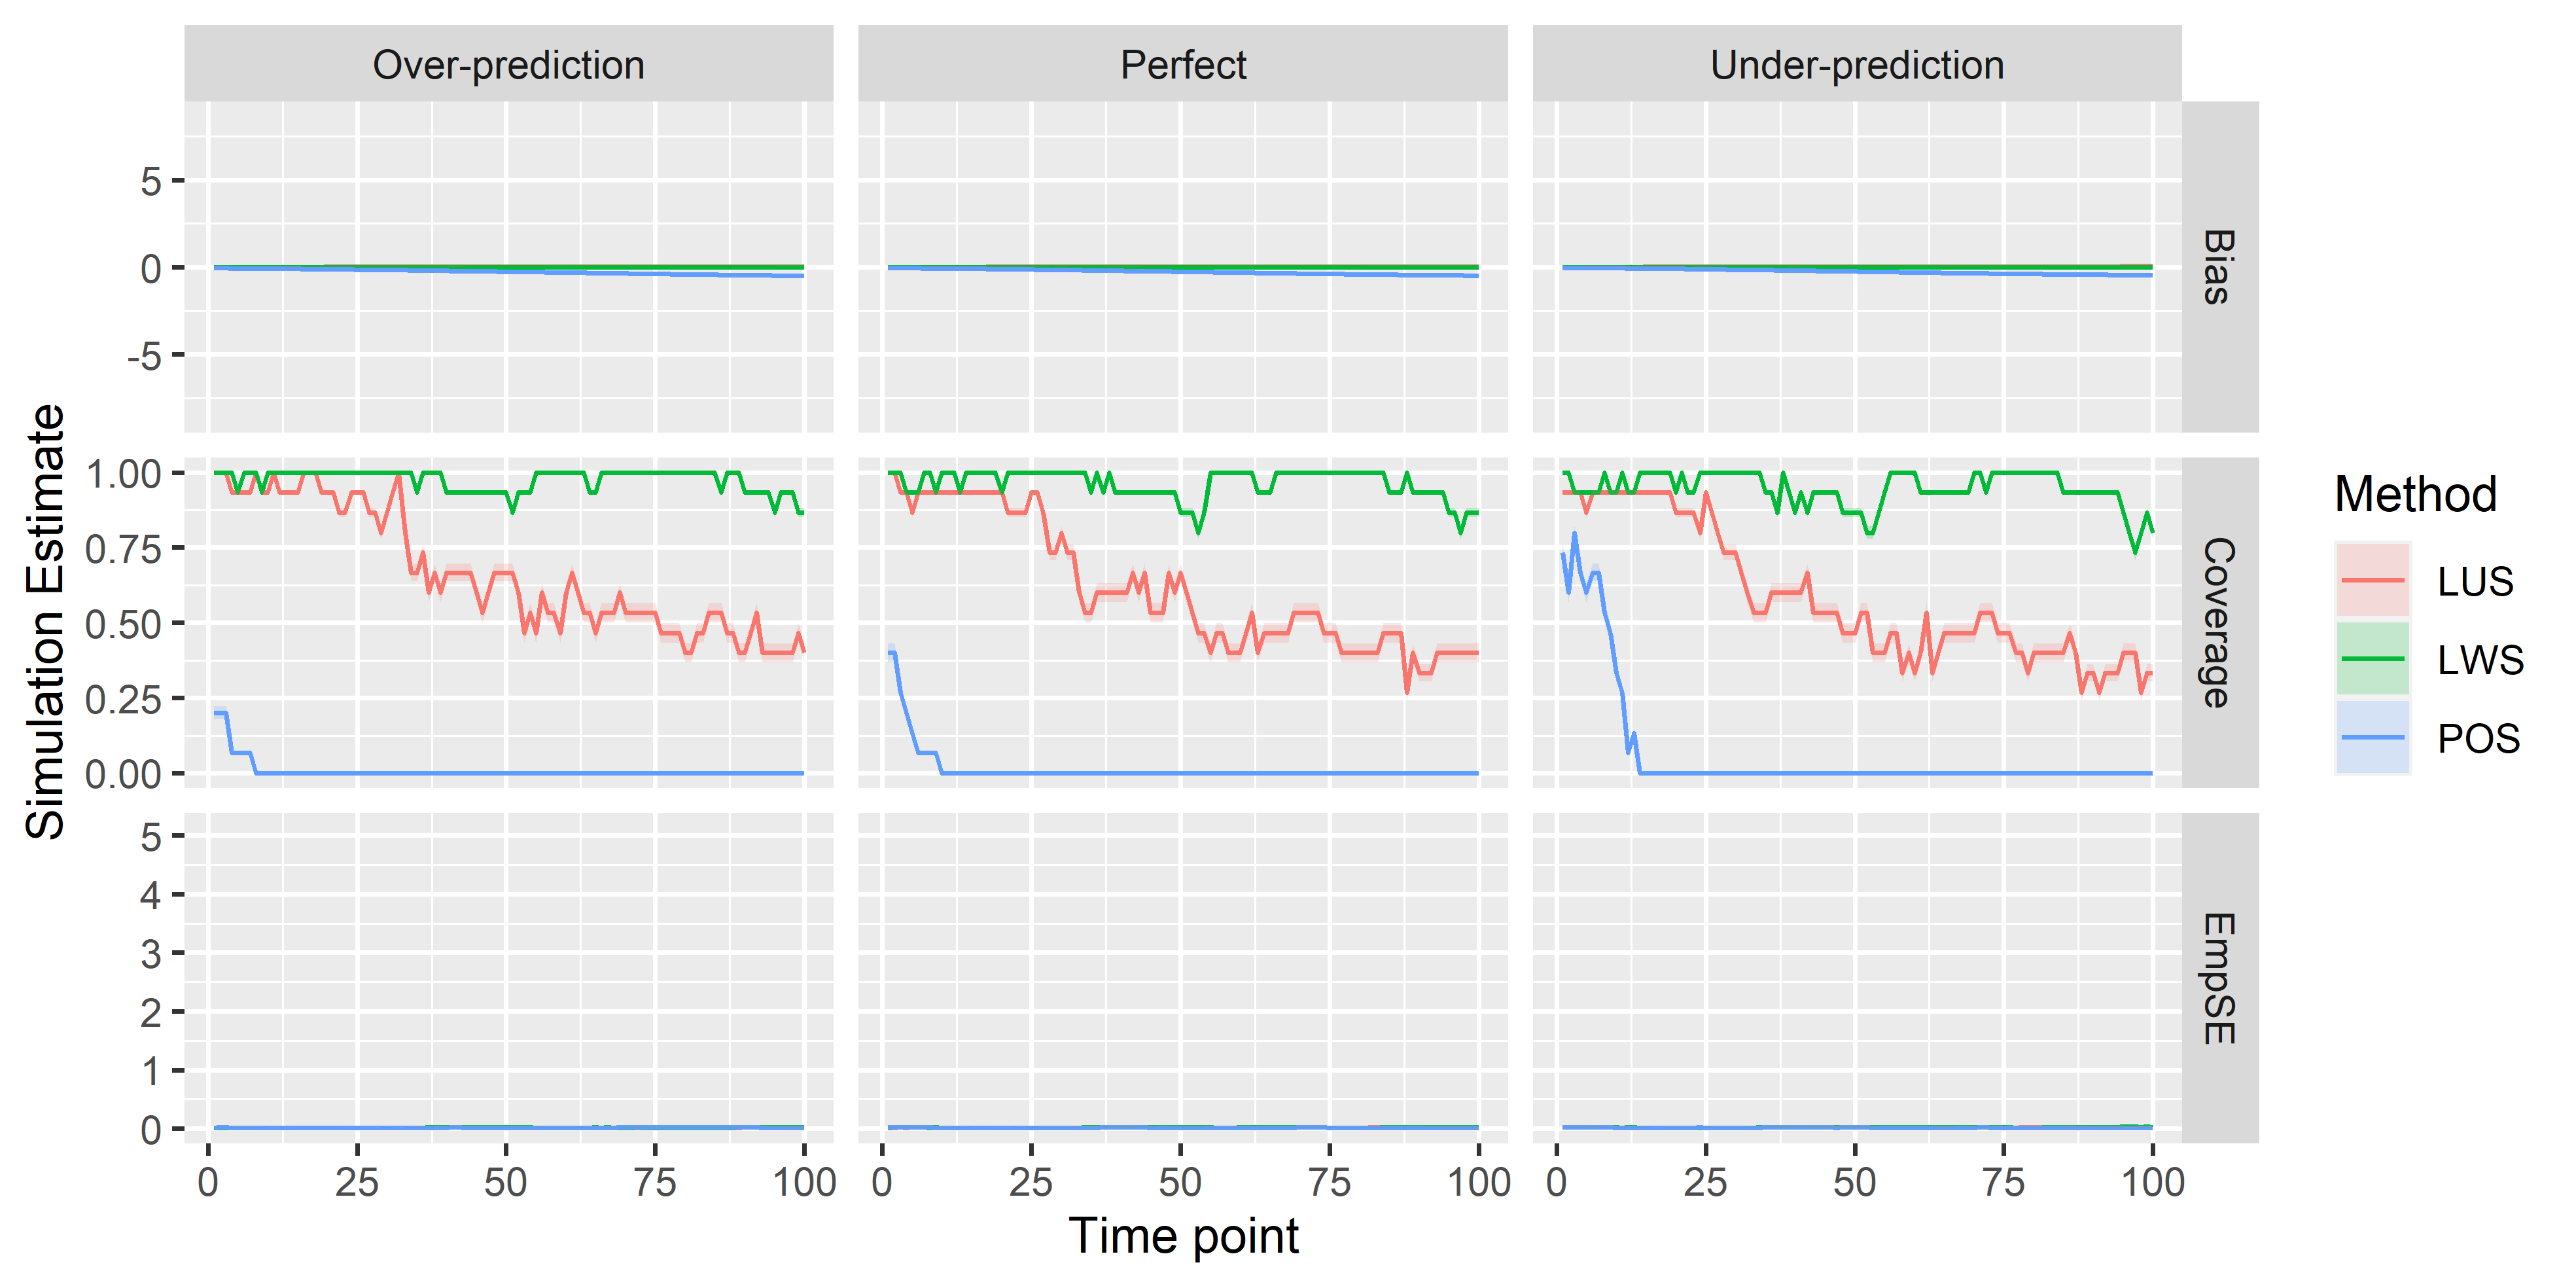 Over-prediction
Perfect
Under-prediction
Simulation Estimate
5
0
-5
Bias
1.00
0.75
0.50
0.25
0.00
Coverage
5
4
3
2
1
0
EmpSE
0 25 50 75 100
0 25 50 75 100
0 25 50 75 100
Time point
Method
LUS
LWS
POS